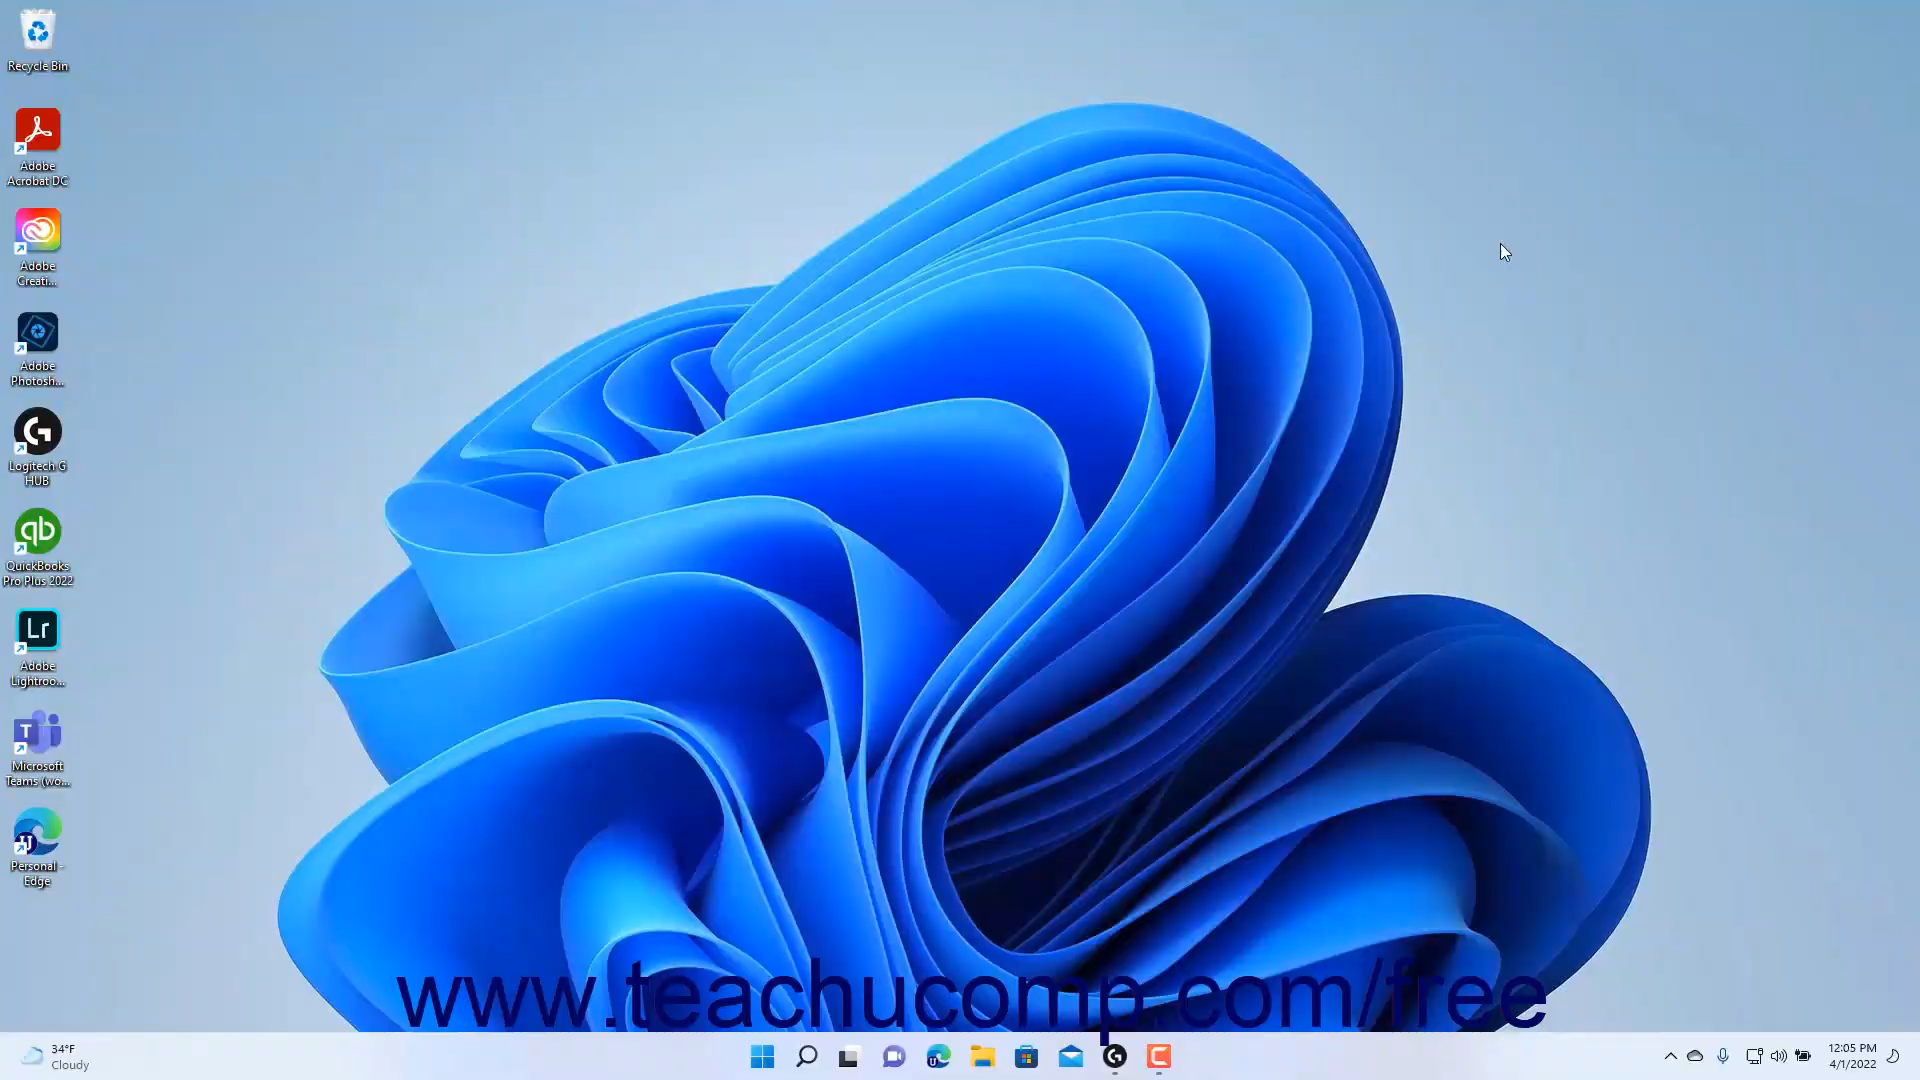 Recycle Bin
Adobe
Acrobat DC
Adobe
Creati...
Adobe
Photosh...
Logitech G
HUB
QuickBooks
Pro Plus 2022
Lr
Adobe
Lightroo...
T
Microsoft
Teams (wo...
Personal -
Edge
www.teachucomp.com/free
34°F
Cloudy
12:05 PM
4/1/2022